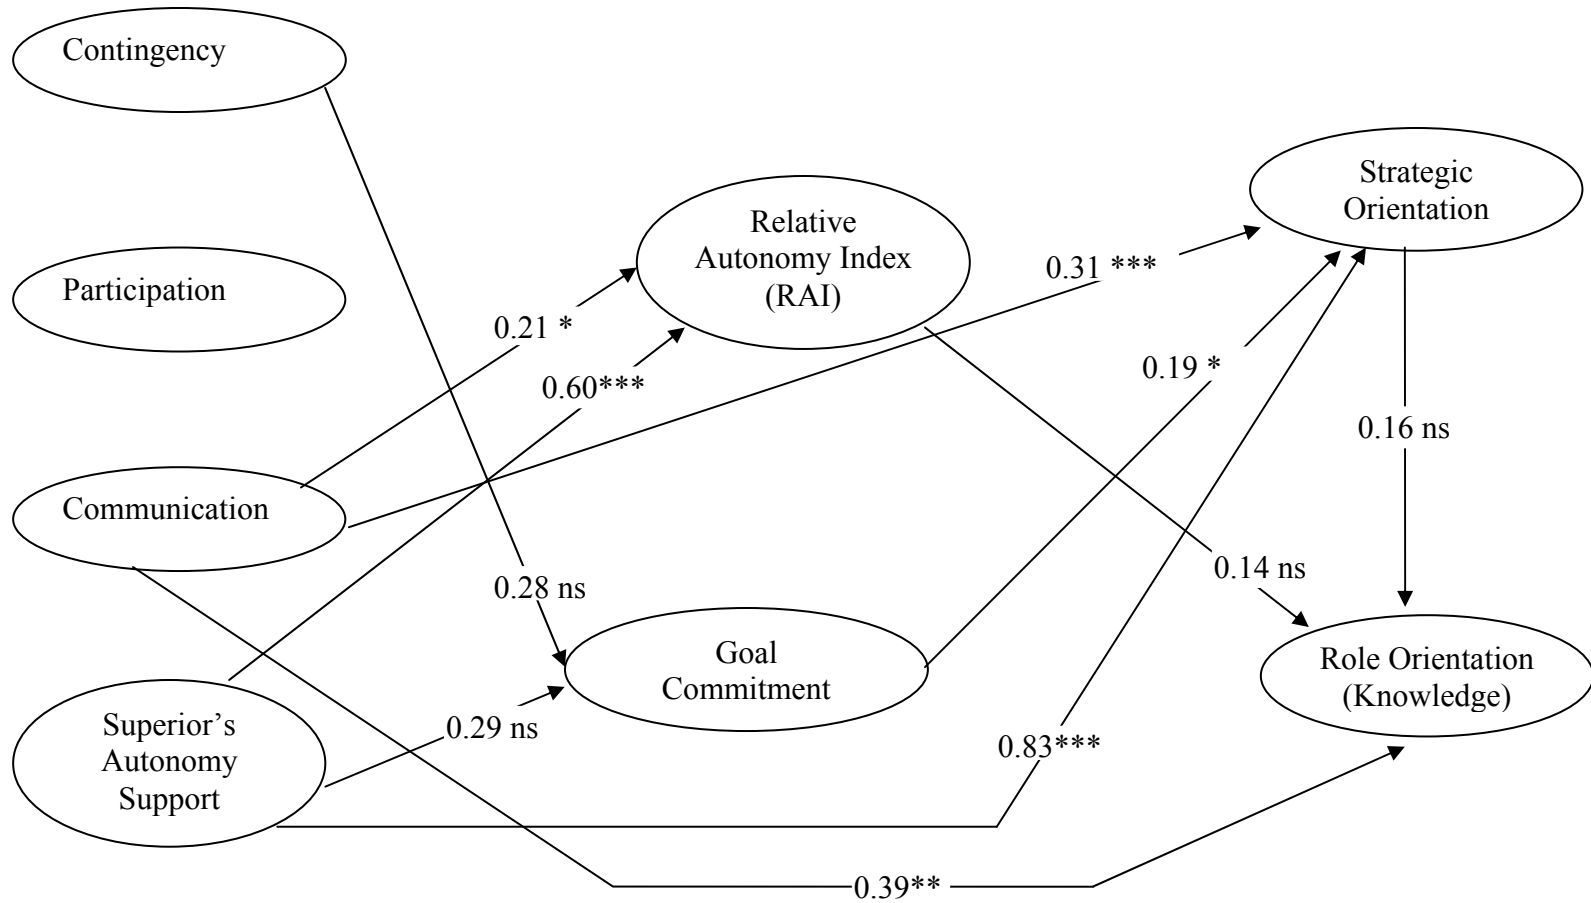 Contingency
Strategic
Orientation
Relative
Autonomy Index
(RAI)
Participation
0.31 ***
0.21 *
0.19 *
0.60***
0.16 ns
Communication
0.14 ns
0.28 ns
Goal
Commitment
Role Orientation
(Knowledge)
Superior’s
Autonomy
Support
0.29 ns
0.83***
0.39**